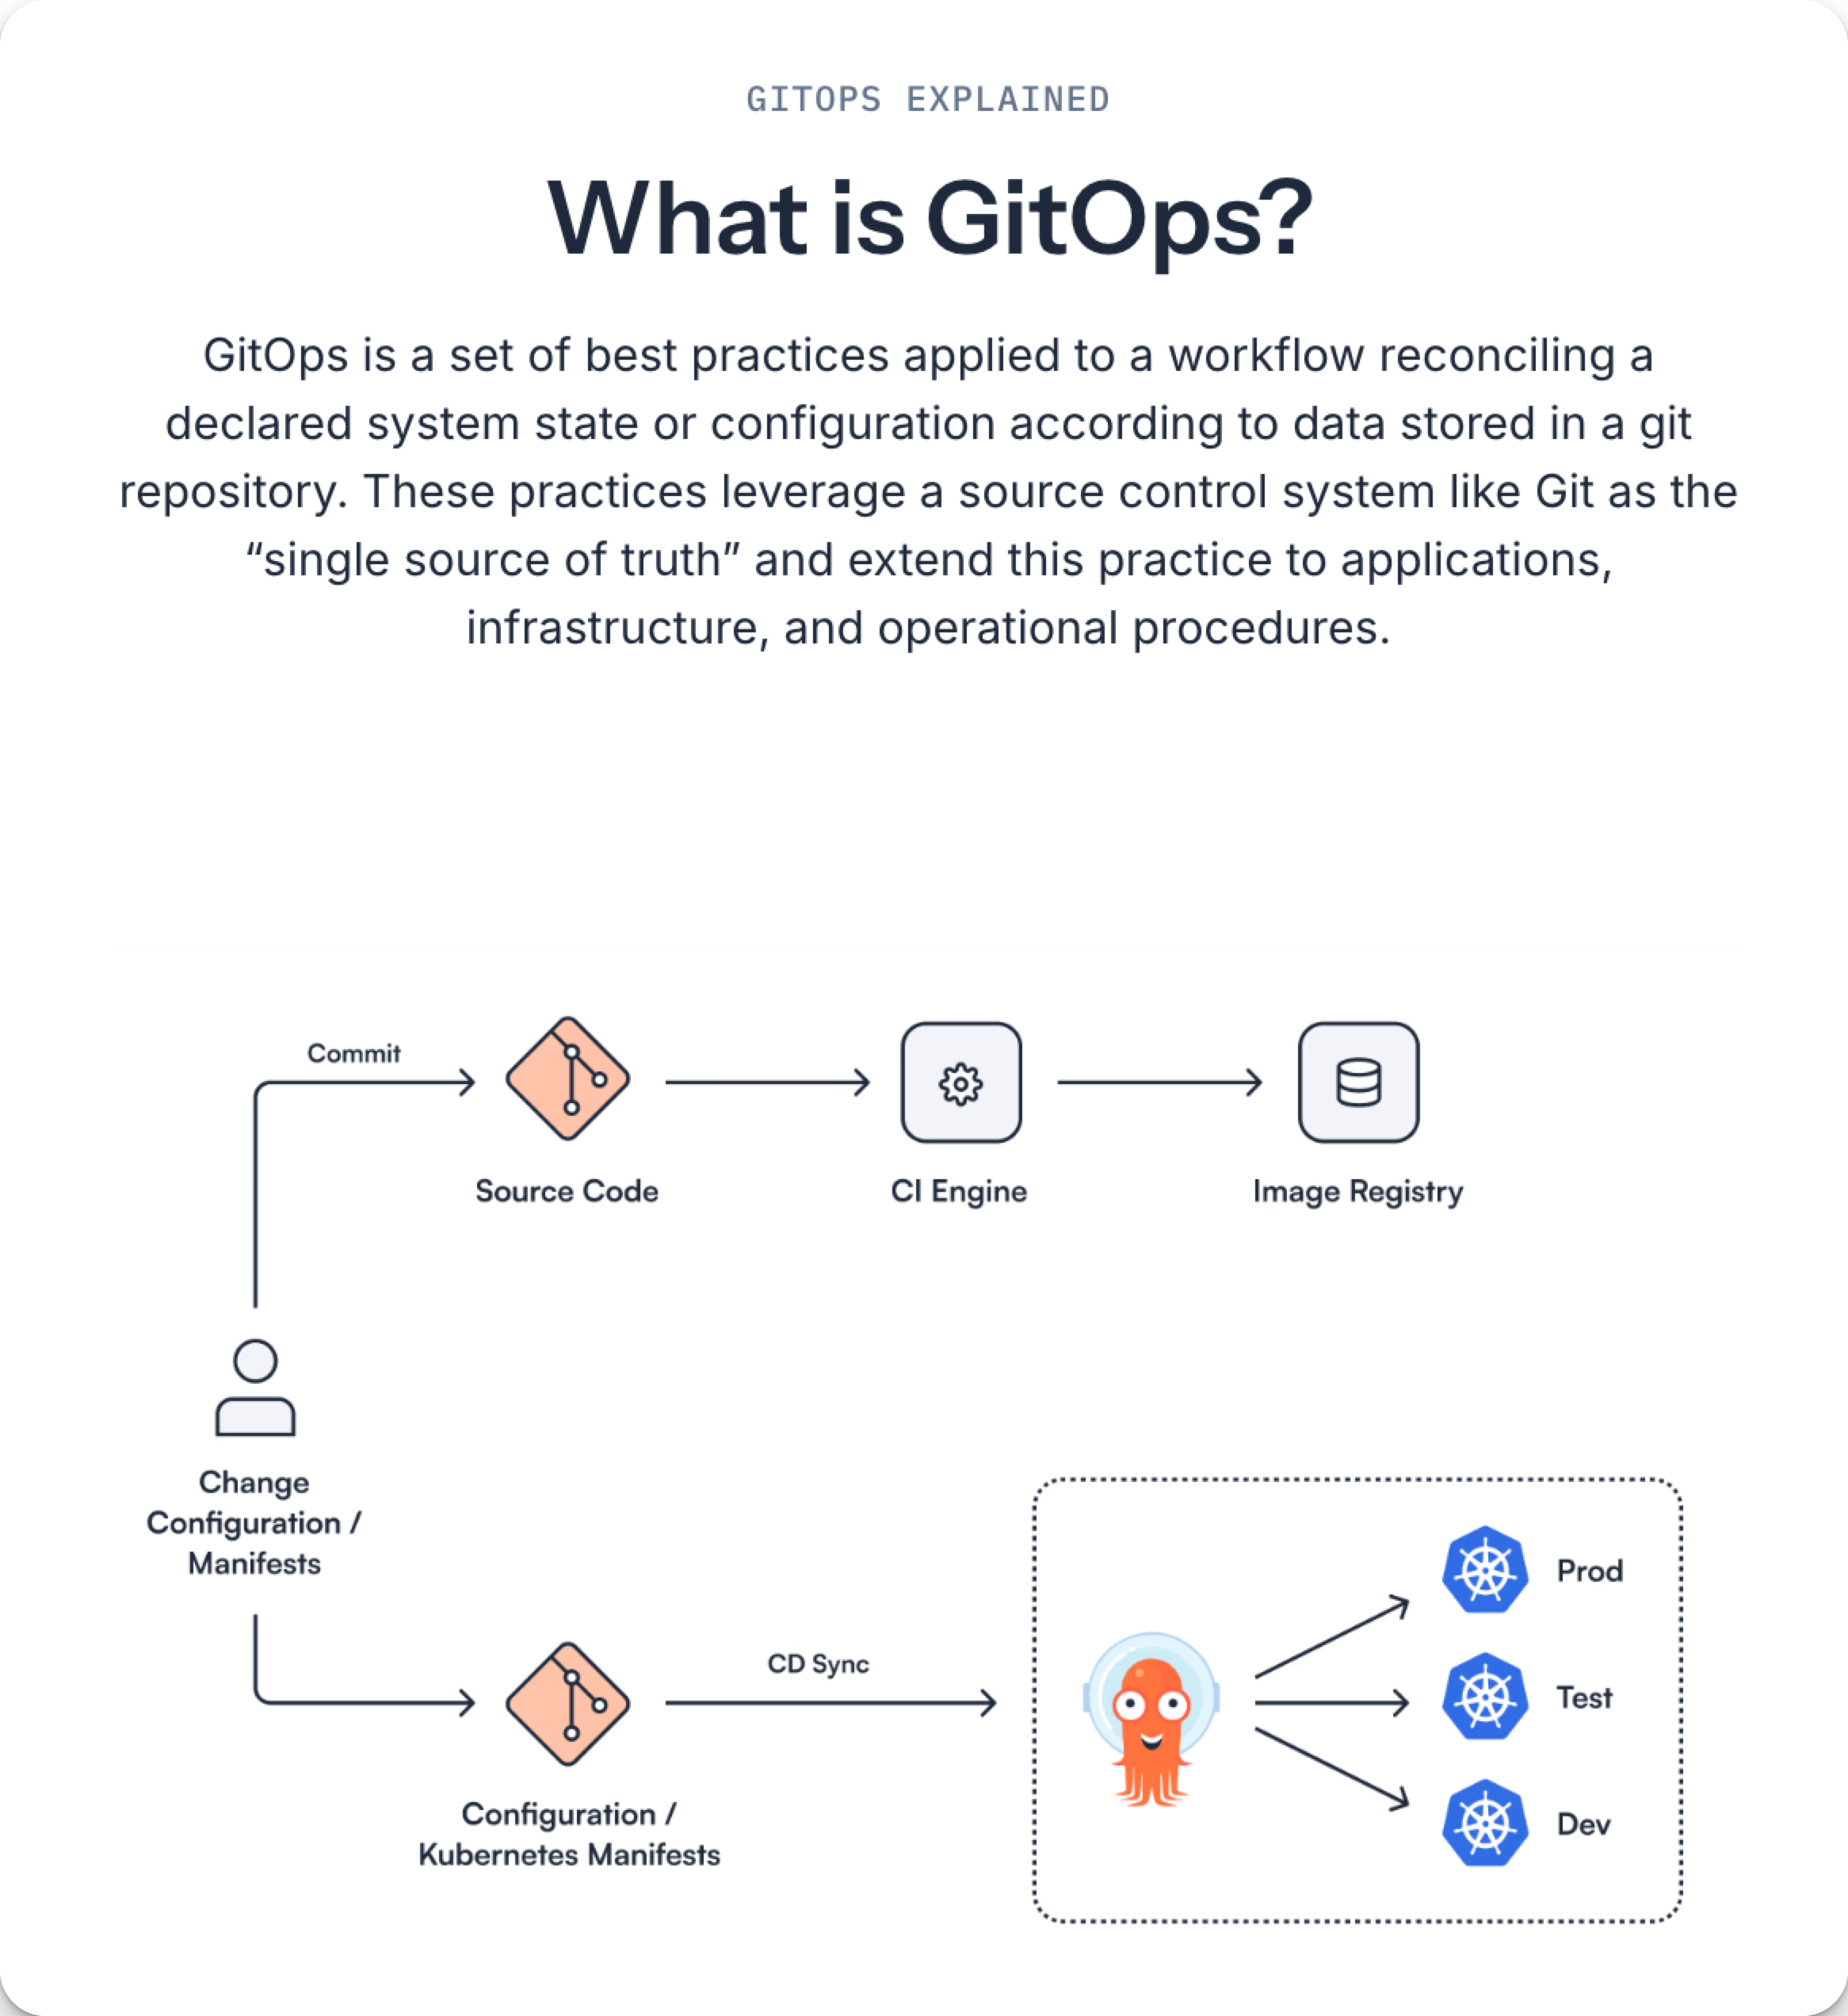 GITOPS EXPLAINED
What is GitOps?
GitOps is a set of best practices applied to a workflow reconciling a
declared system state or configuration according to data stored in a git
repository. These practices leverage a source control system like Git as the
“single source of truth” and extend this practice to applications,
infrastructure, and operational procedures.
Commit
Source Code
CI Engine
Image Registry
Change
Configuration /
Manifests
CD Sync
Configuration /
Kubernetes Manifests
Prod
Test
Dev